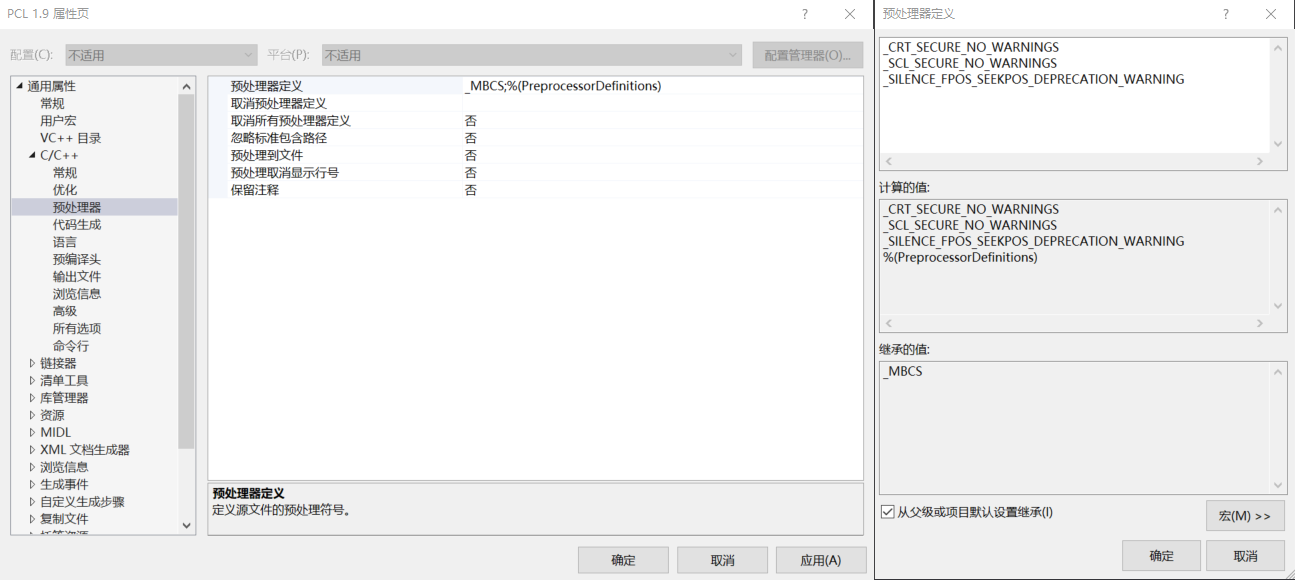 PCL 1.9 属性页
配置(C): 不适用 平台(P): 不适用 配置管理器(O)...
通用属性
常规
用户宏
VC++ 目录
C/C++
常规
优化
预处理器
代码生成
语言
预编译头
输出文件
浏览信息
高级
所有选项
命令行
链接器
清单工具
库管理器
资源
MIDL
XML 文档生成器
浏览信息
生成事件
自定义生成步骤
复制文件
预处理器定义 _MBCS;%(PreprocessorDefinitions)
取消预处理器定义
取消所有预处理器定义 否
忽略标准包含路径 否
预处理到文件 否
预处理取消显示行号 否
保留注释 否
预处理器定义
定义源文件的预处理符号。
确定 取消 应用(A)
预处理器定义
_CRT_SECURE_NO_WARNINGS
_SCL_SECURE_NO_WARNINGS
_SILENCE_FPOS_SEEKPOS_DEPRECATION_WARNING
计算的值:
_CRT_SECURE_NO_WARNINGS
_SCL_SECURE_NO_WARNINGS
_SILENCE_FPOS_SEEKPOS_DEPRECATION_WARNING
%(PreprocessorDefinitions)
继承的值:
_MBCS
从父级或项目默认设置继承(I)
宏(M) >>
确定 取消